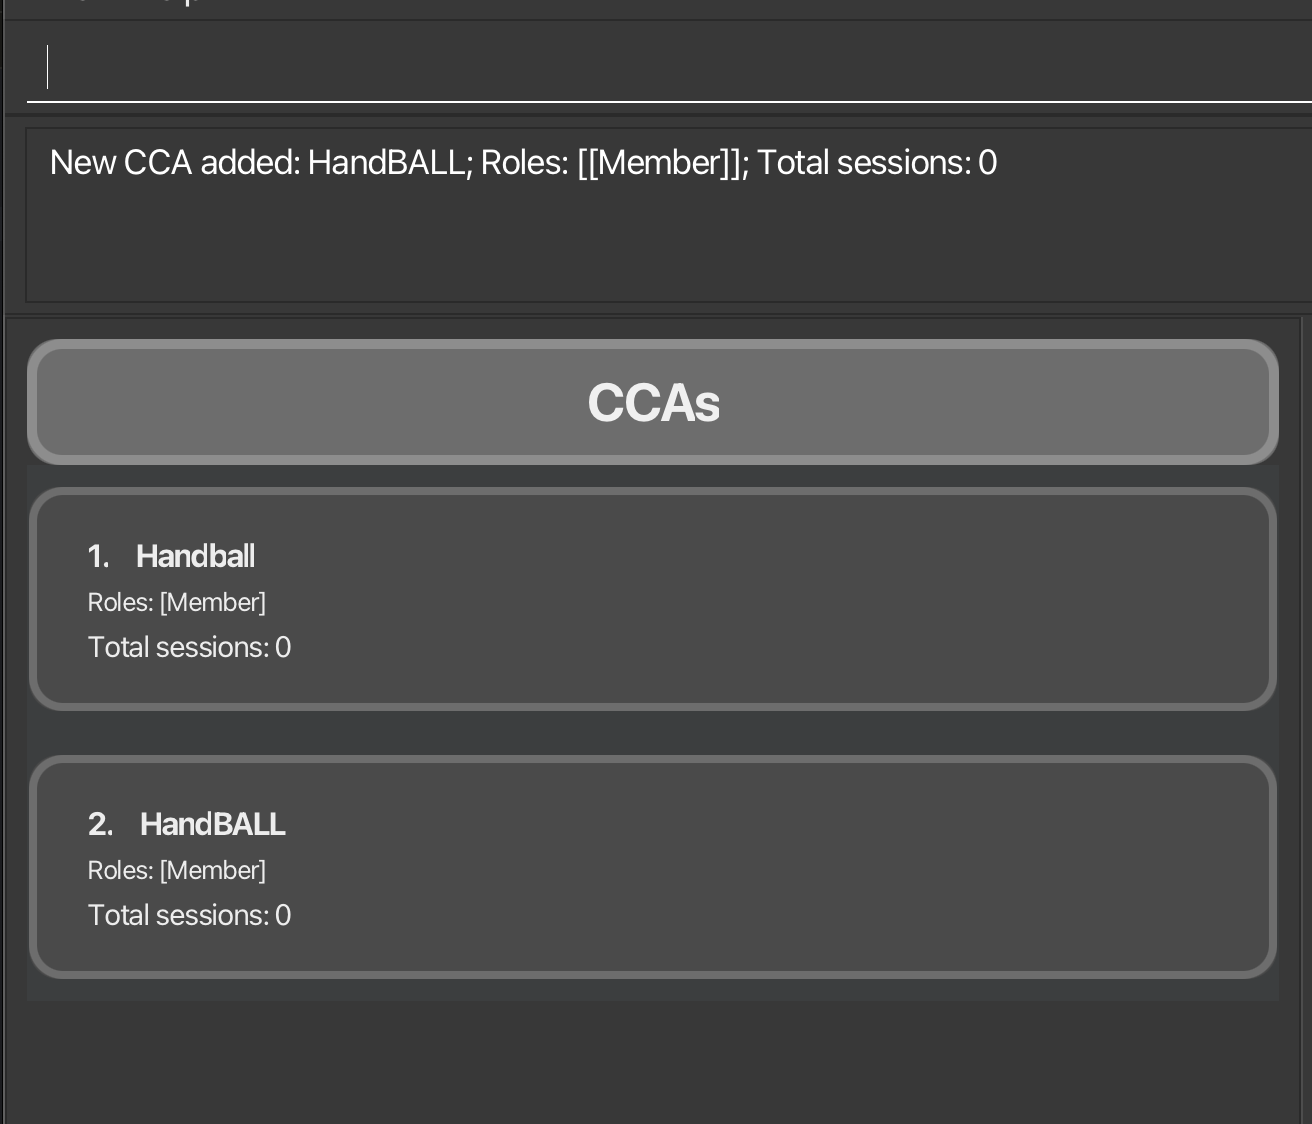 New CCA added: HandBALL; Roles: [[Member]]; Total sessions: 0
CCAs
1. Handball
Roles: [Member]
Total sessions: 0
2. HandBALL
Roles: [Member]
Total sessions: 0